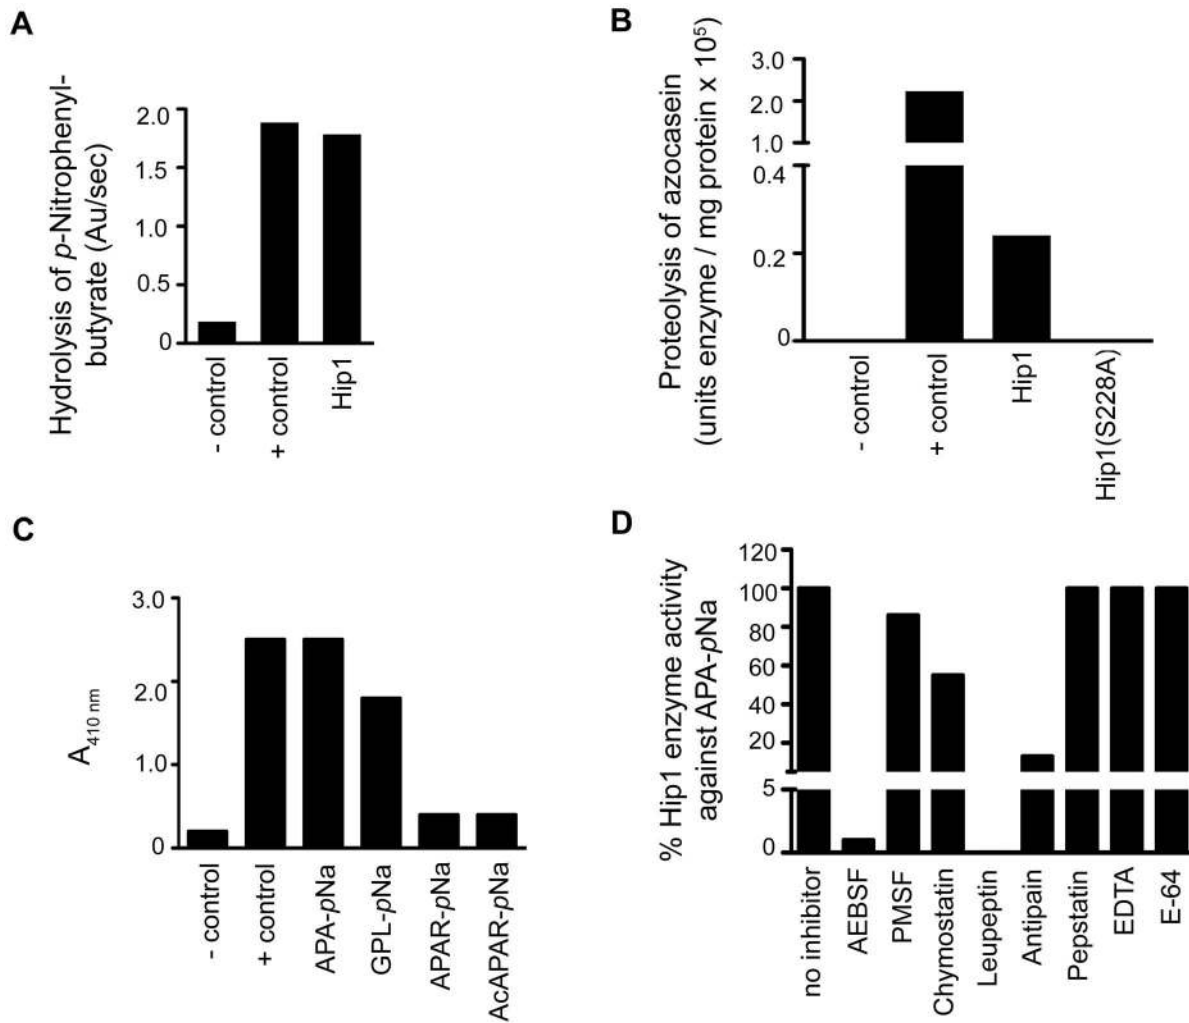 A
Hydrolysis of p-Nitrophenyl-
butyrate (Au/sec)
2.0
1.5
1.0
0.5
0
- control
+ control
Hip1
B
Proteolysis of azocasein
(units enzyme / mg protein x 10⁵)
3.0
2.0
1.0
0.4
0.2
0
- control
+ control
Hip1
Hip1(S228A)
C
A410 nm
3.0
2.0
1.0
0
- control
+ control
APA-pNa
GPL-pNa
APAR-pNa
AcAPAR-pNa
D
% Hip1 enzyme activity
against APA-pNa
120
100
80
60
40
20
5
0
no inhibitor
AEBSF
PMSF
Chymostatin
Leupeptin
Antipain
Pepstatin
EDTA
E-64